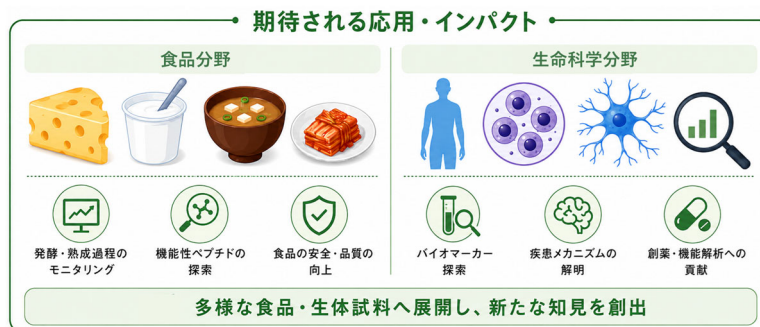 期待される応用・インパクト
食品分野
発酵・熟成過程の
モニタリング
機能性ペプチドの
探索
食品の安全・品質の
向上
生命科学分野
バイオマーカー
探索
疾患メカニズムの
解明
創薬・機能解析への
貢献
多様な食品・生体試料へ展開し、新たな知見を創出